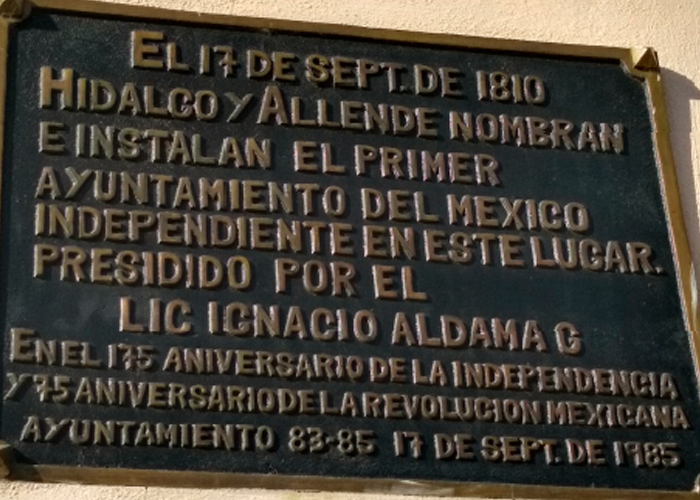 EL 17 DE SEPT. DE 1810
HIDALGO Y ALLENDE NOMBRAN
E INSTALAN EL PRIMER
AYUNTAMIENTO DEL MEXICO
INDEPENDIENTE EN ESTE LUGAR.
PRESIDIDO POR EL
LIC IGNACIO ALDAMA G
EN EL 175 ANIVERSARIO DE LA INDEPENDENCIA
Y 75 ANIVERSARIO DE LA REVOLUCION MEXICANA
AYUNTAMIENTO 83-85 17 DE SEPT. DE 1985